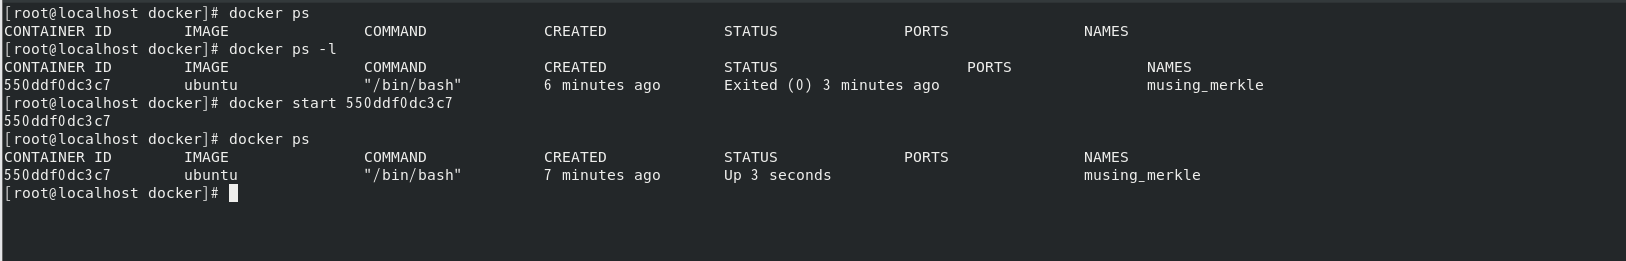 [root@localhost docker]# docker ps
CONTAINER ID        IMAGE               COMMAND             CREATED             STATUS              PORTS               NAMES
[root@localhost docker]# docker ps -l
CONTAINER ID        IMAGE               COMMAND             CREATED             STATUS                     PORTS               NAMES
550ddf0dc3c7        ubuntu              "/bin/bash"         6 minutes ago       Exited (0) 3 minutes ago                       musing_merkle
[root@localhost docker]# docker start 550ddf0dc3c7
550ddf0dc3c7
[root@localhost docker]# docker ps
CONTAINER ID        IMAGE               COMMAND             CREATED             STATUS              PORTS               NAMES
550ddf0dc3c7        ubuntu              "/bin/bash"         7 minutes ago       Up 3 seconds                            musing_merkle
[root@localhost docker]#